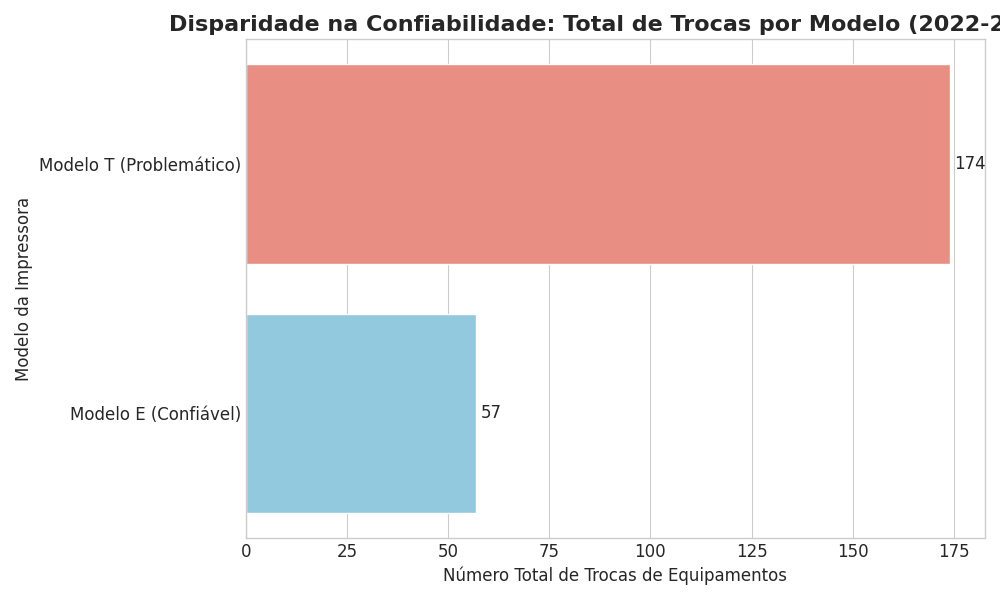 Disparidade na Confiabilidade: Total de Trocas por Modelo (2022-2
Modelo da Impressora
Modelo T (Problemático)
174
Modelo E (Confiável)
57
0 25 50 75 100 125 150 175
Número Total de Trocas de Equipamentos